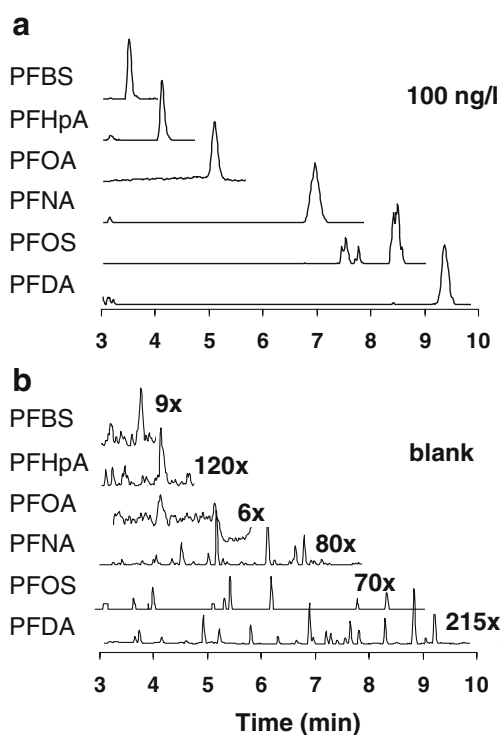 a
PFBS
100 ng/l
PFHpA
PFOA
PFNA
PFOS
PFDA
3 4 5 6 7 8 9 10
b
PFBS
9x
blank
PFHpA
120x
PFOA
6x
PFNA
80x
PFOS
70x
PFDA
215x
3 4 5 6 7 8 9 10
Time (min)